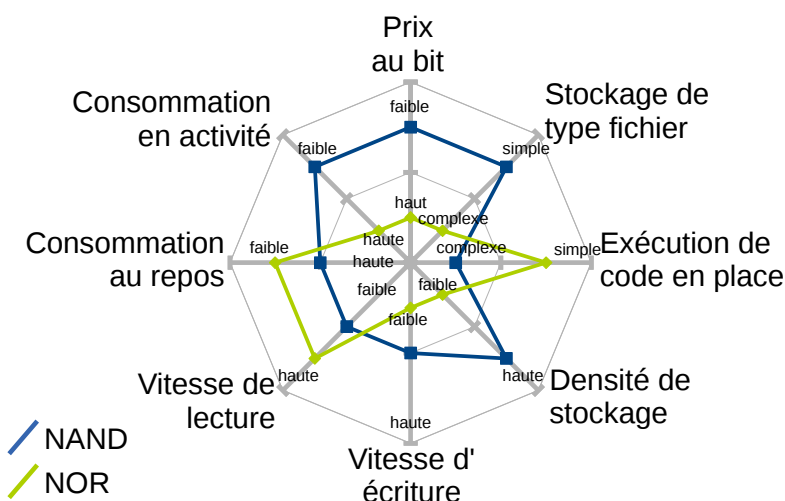 Prix
au bit
Consommation
en activité
Stockage de
type fichier
faible
faible
simple
haut
complexe
haute
Consommation
au repos
faible
haute
complexe
simple
Exécution de
code en place
faible
faible
faible
haute
haute
Vitesse de
lecture
Densité de
stockage
haute
Vitesse d'
écriture
NAND
NOR